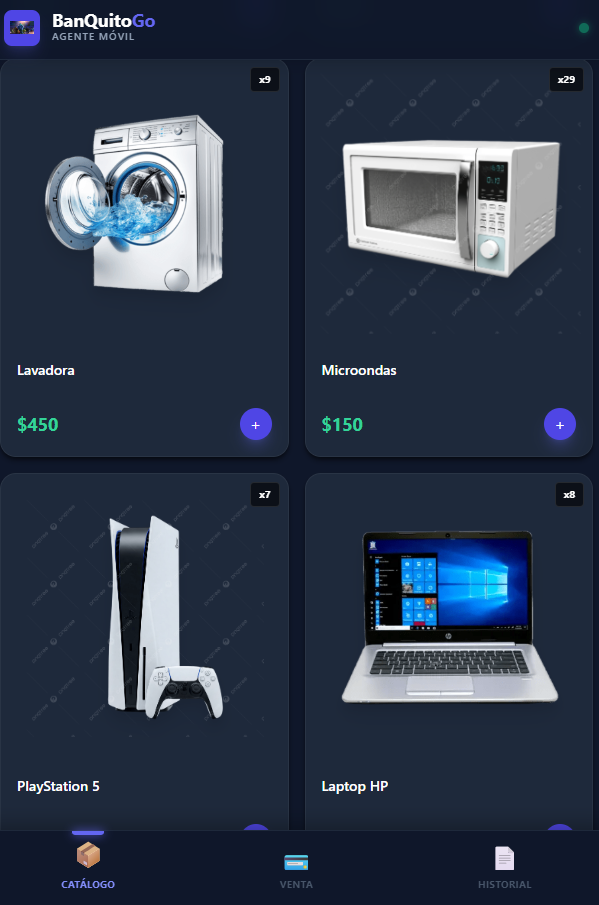 BanQuitoGo
AGENTE MÓVIL
x9
x29
Lavadora
Microondas
$450
+
$150
+
x7
x8
PlayStation 5
Laptop HP
CATÁLOGO
VENTA
HISTORIAL